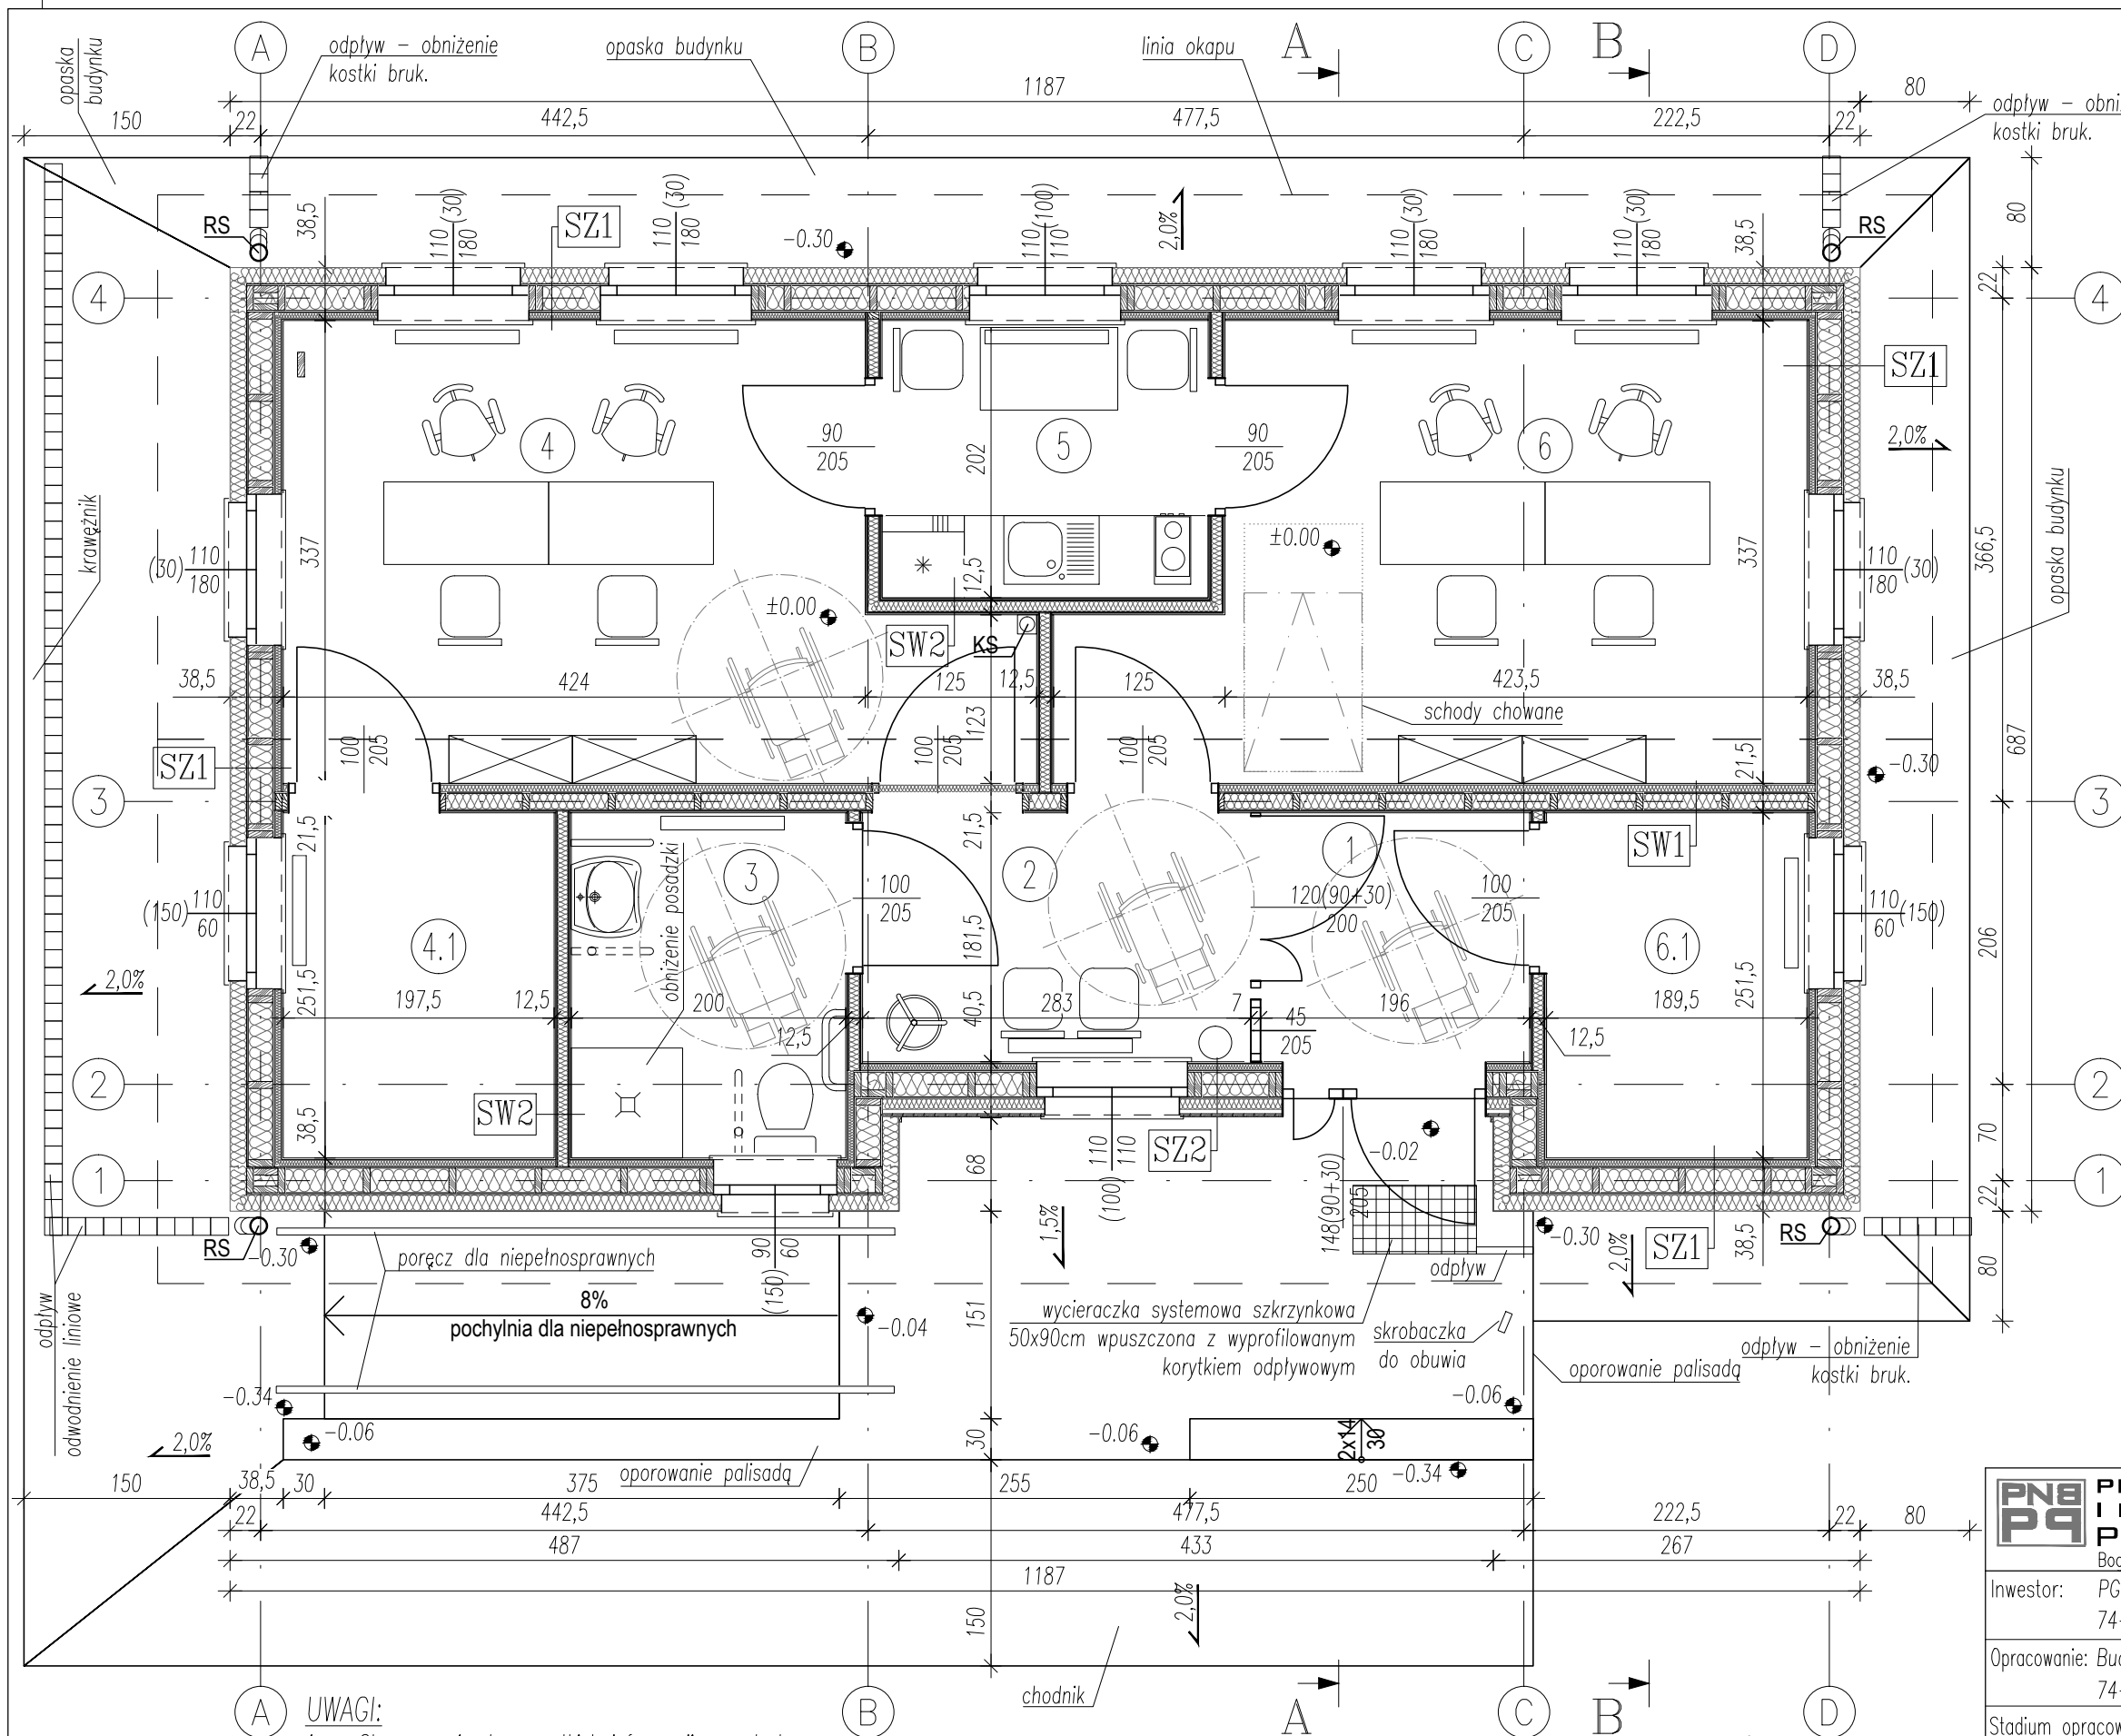 A
B
A
C
B
D
opaska
budynku
odpływ – obniżenie
kostki bruk.
opaska budynku
linia okapu
1187
80
150
22
442,5
477,5
222,5
22
kostki bruk.
RS
38,5
110 (30)
180
SZ1
110 (30)
180
-0.30
110 (100)
110
2,0%
110 (30)
180
110 (30)
180
38,5
RS
80
22
4
4
SZ1
4
90
205
202
5
90
205
6
2,0%
krawężnik
(30) 110
180
337
±0.00
12,5
±0.00
337
110 (30)
180
366,5
opaska budynku
SW2
KS
38,5
424
125
12,5
125
423,5
38,5
schody chowane
123
SZ1
100
205
100
205
100
205
21,5
-0.30
687
3
3
21,5
21,5
3
obniżenie posadzki
2
1
SW1
100
205
120(90+30)
200
100
205
(150) 110
60
4.1
181,5
6.1
110 (150)
60
206
2,0%
251,5
197,5
12,5
200
12,5
40,5
283
7
45
205
196
12,5
189,5
251,5
2
2
38,5
SW2
SZ2
-0.02
70
1
68
110
110
(100)
148(90+30)
205
1
22
RS
-0.30
poręcz dla niepełnosprawnych
90
60
(150)
1,5%
odpływ
-0.30
2,0%
SZ1
38,5
RS
80
odpływ
odwodnienie liniowe
8%
pochylnia dla niepełnosprawnych
-0.04
151
wycieraczka systemowa szkrzynkowa
50x90cm wpuszczona z wyprofilowanym
korytkiem odpływowym
skrobaczka
do obuwia
oporowanie palisadą
odpływ – obniżenie
kostki bruk.
-0.34
-0.06
-0.06
-0.06
30
2x14
30
2,0%
oporowanie palisadą
-0.34
150
38,5
30
375
255
250
22
442,5
477,5
222,5
22
80
487
433
267
1187
150
2,0%
chodnik
A
UWAGI:
B
A
C
B
D
PNB
PP
Inwestor: PG
74-
Opracowanie:
74-